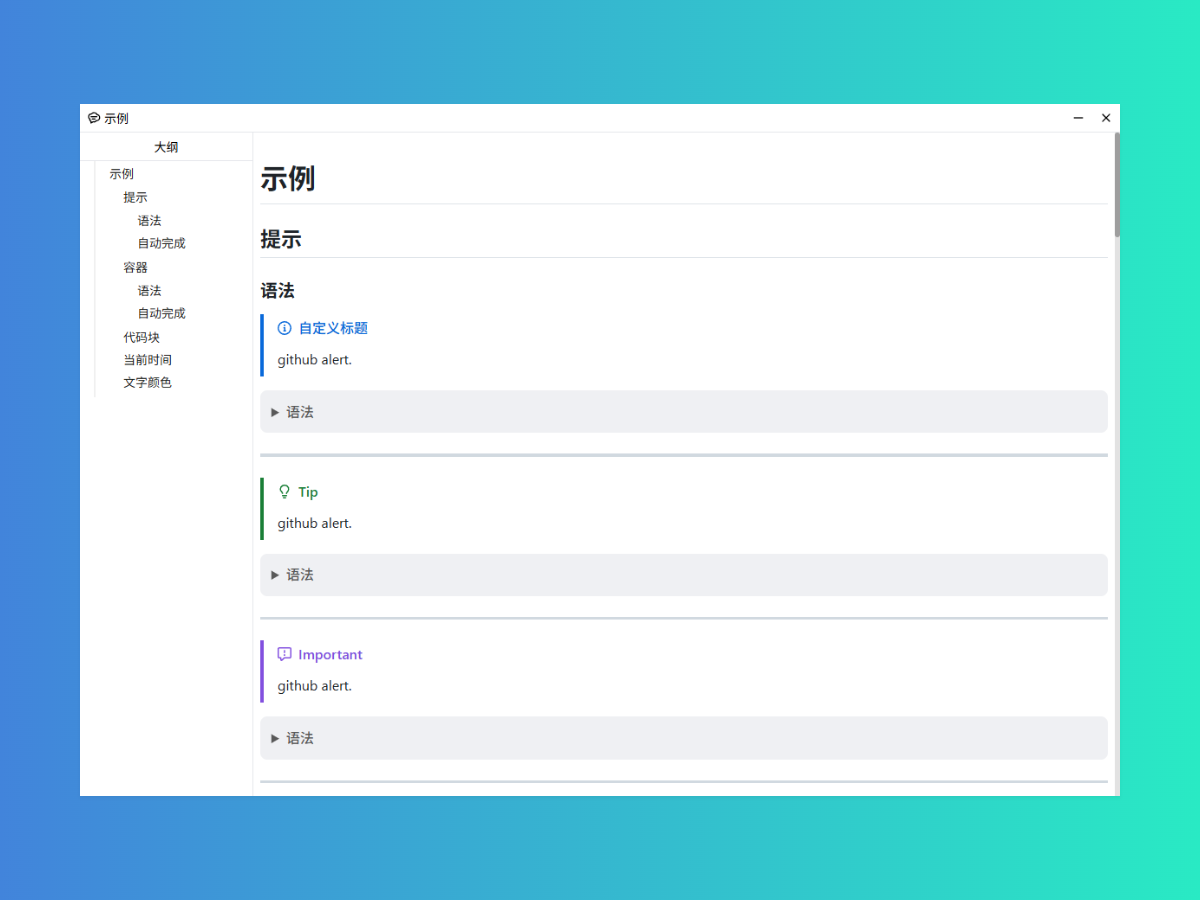 示例
大纲
示例
提示
语法
自动完成
容器
语法
自动完成
代码块
当前时间
文字颜色
示例
提示
语法
自定义标题
github alert.
语法
Tip
github alert.
语法
Important
github alert.
语法